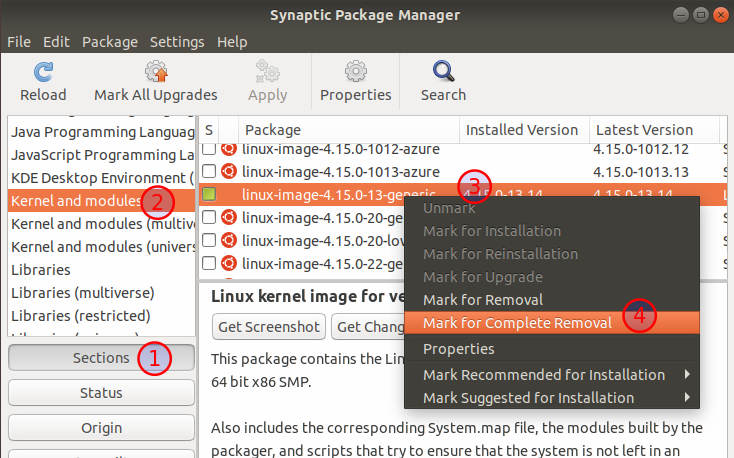 Synaptic Package Manager
File Edit Package Settings Help
Reload Mark All Upgrades Apply Properties Search
Java Programming Languag
JavaScript Programming La
KDE Desktop Environment (
Kernel and modules 2
Kernel and modules (multive
Kernel and modules (univers
Libraries
Libraries (multiverse)
Libraries (restricted)
Sections 1
Status
Origin
S Package Installed Version Latest Version
linux-image-4.15.0-1012-azure 4.15.0-1012.12
linux-image-4.15.0-1013-azure 4.15.0-1013.13
linux-image-4.15.0-13-generic 3 4.15.0-13.14 4.15.0-13.14
linux-image-4.15.0-20-ge
linux-image-4.15.0-20-lov
linux-image-4.15.0-22-ge
Unmark
Mark for Installation
Mark for Reinstallation
Mark for Upgrade
Mark for Removal
Mark for Complete Removal 4
Properties
Mark Recommended for Installation
Mark Suggested for Installation
Linux kernel image for ve
Get Screenshot Get Chang
This package contains the Lin
64 bit x86 SMP.
Also includes the corresponding System.map file, the modules built by the
packager, and scripts that try to ensure that the system is not left in an